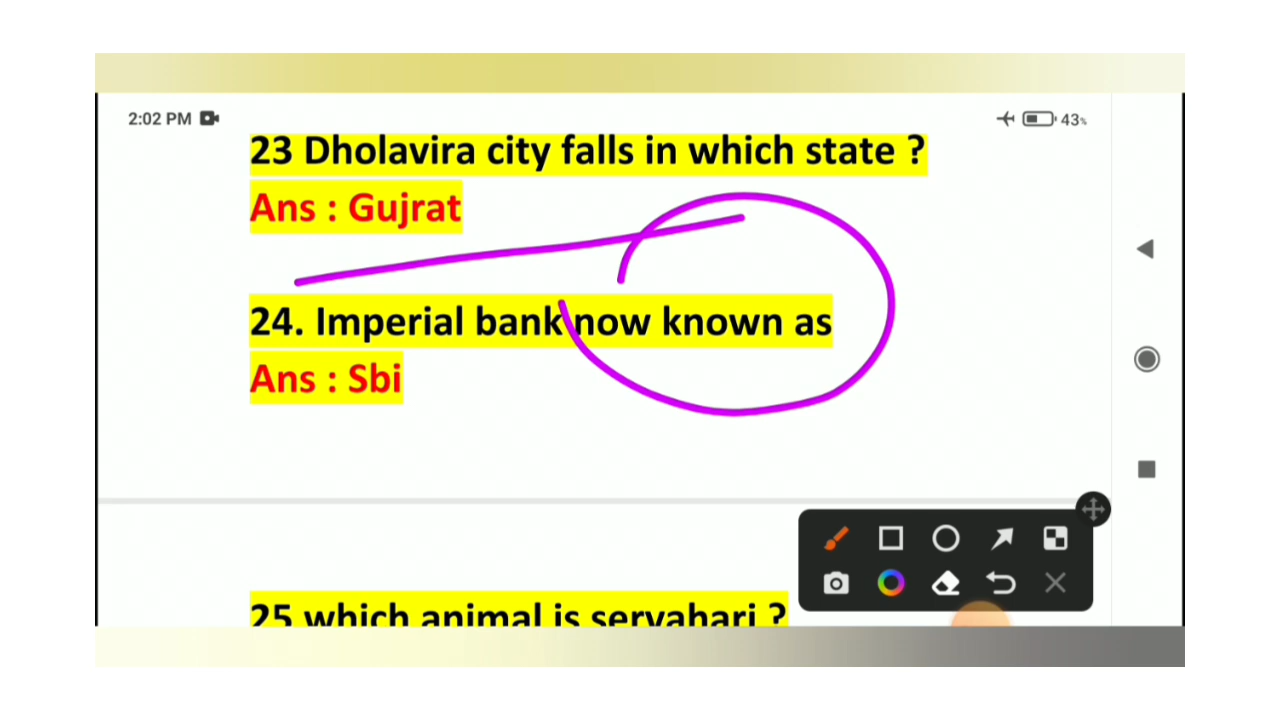 2:02 PM 43%
23 Dholavira city falls in which state ?
Ans : Gujrat
24. Imperial bank now known as
Ans : Sbi
25 which animal is servahari ?